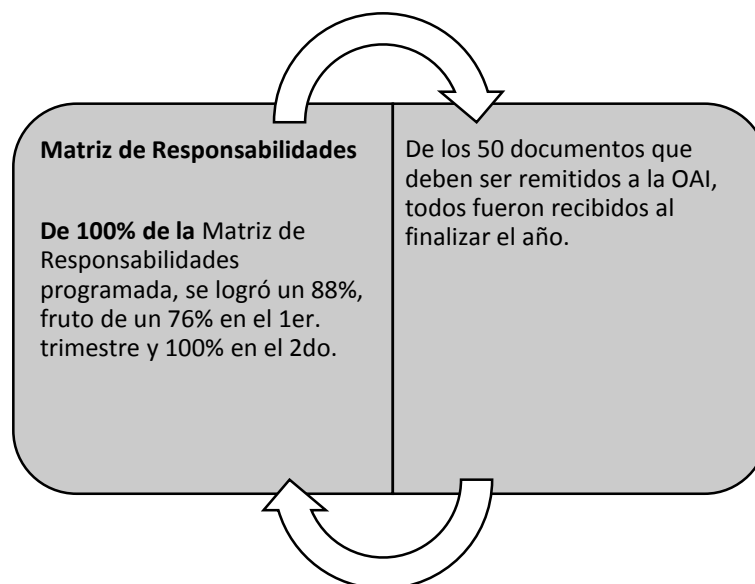 Matriz de Responsabilidades
De 100% de la Matriz de
Responsabilidades
programada, se logró un 88%,
fruto de un 76% en el 1er.
trimestre y 100% en el 2do.
De los 50 documentos que
deben ser remitidos a la OAI,
todos fueron recibidos al
finalizar el año.